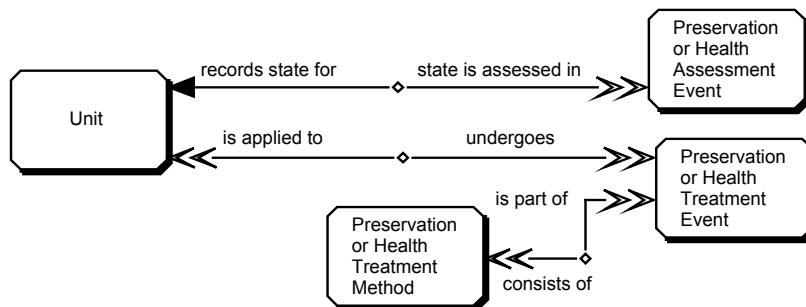 Preservation
or Health
Assessment
Event
records state for
state is assessed in
Unit
is applied to
undergoes
Preservation
or Health
Treatment
Event
is part of
Preservation
or Health
Treatment
Method
consists of